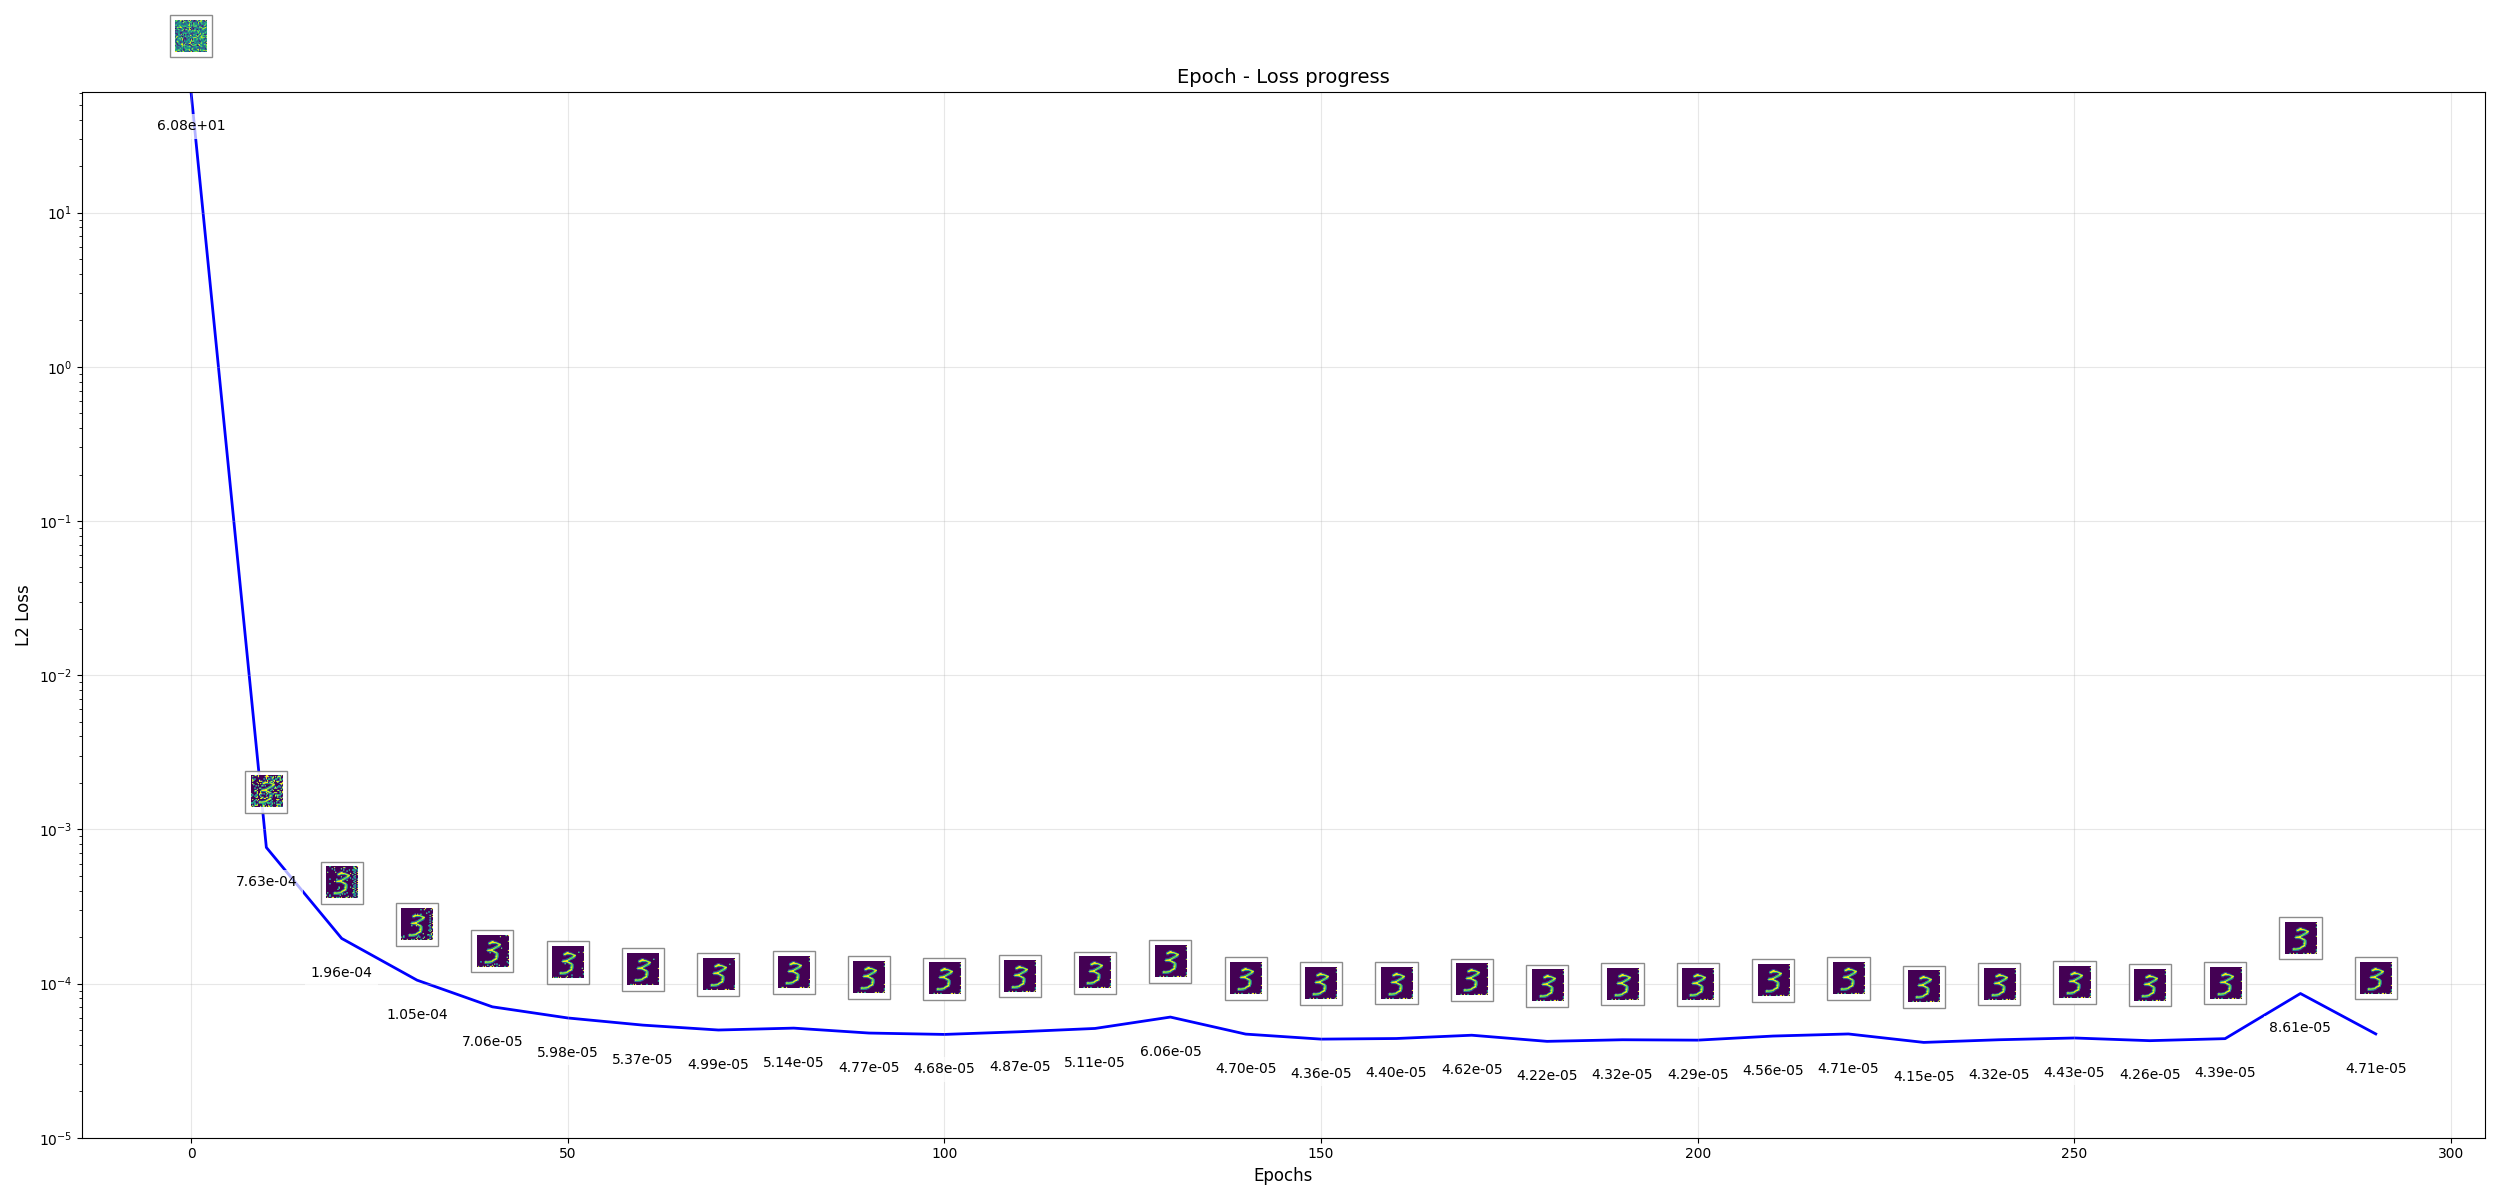 Epoch - Loss progress
6.08e+01
10^1
10^0
10^-1
L2 Loss
10^-2
10^-3
7.63e-04
1.96e-04
10^-4
1.05e-04
7.06e-05
5.98e-05
5.37e-05
4.99e-05
5.14e-05
4.77e-05
4.68e-05
4.87e-05
5.11e-05
6.06e-05
4.70e-05
4.36e-05
4.40e-05
4.62e-05
4.22e-05
4.32e-05
4.29e-05
4.56e-05
4.71e-05
4.15e-05
4.32e-05
4.43e-05
4.26e-05
4.39e-05
8.61e-05
4.71e-05
10^-5
0 50 100 150 200 250 300
Epochs